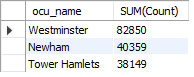 ocu_name SUM(Count)
Westminster 82850
Newham 40359
Tower Hamlets 38149